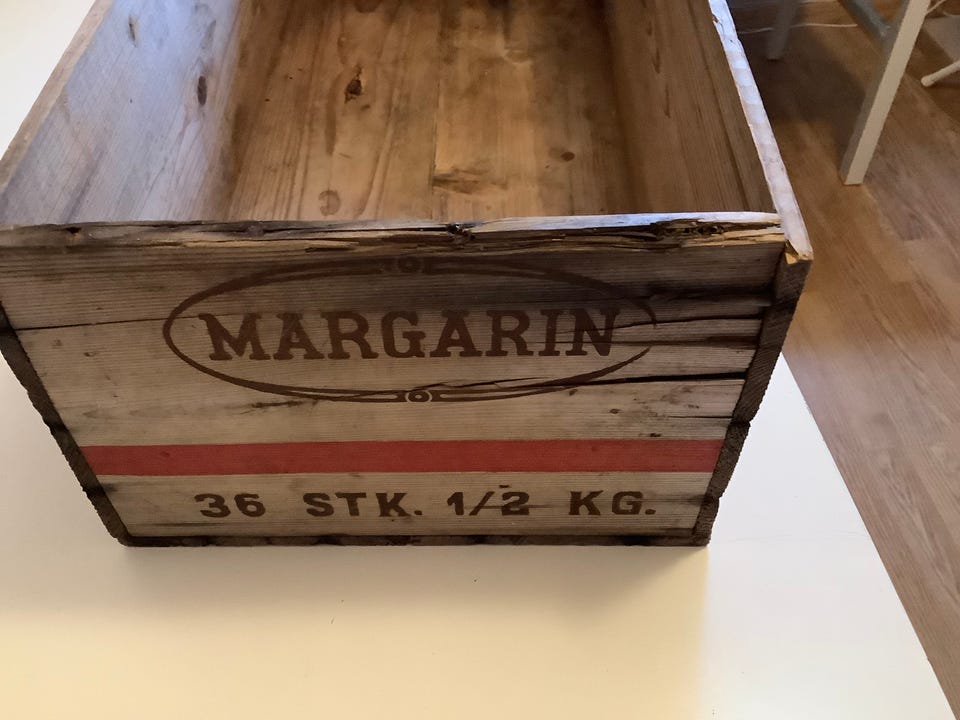 MARGARIN
36 STK. 1/2 KG.